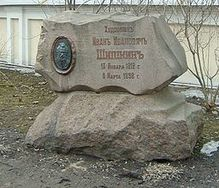 Художникъ
Иванъ Ивановичъ
Шишкинъ
13 Января 1832 г.
8 Марта 1898 г.